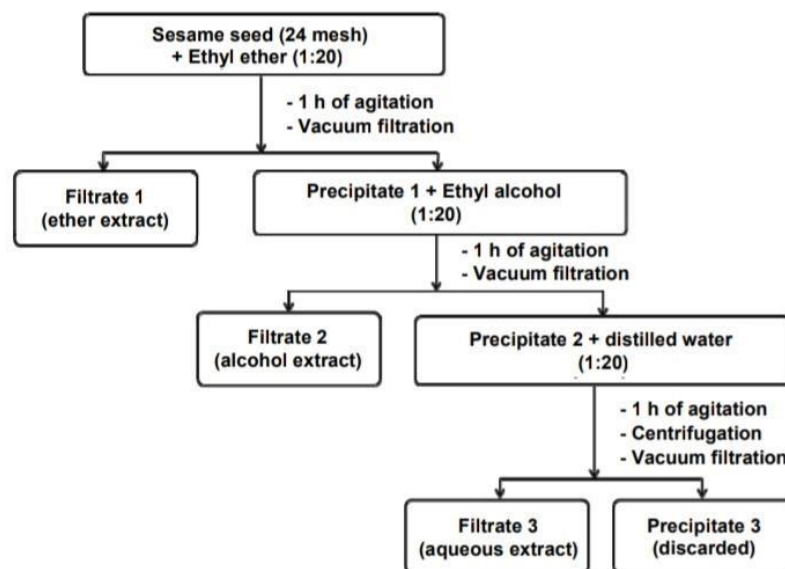 Sesame seed (24 mesh)
+ Ethyl ether (1:20)
- 1 h of agitation
- Vacuum filtration
Filtrate 1
(ether extract)
Precipitate 1 + Ethyl alcohol
(1:20)
- 1 h of agitation
- Vacuum filtration
Filtrate 2
(alcohol extract)
Precipitate 2 + distilled water
(1:20)
- 1 h of agitation
- Centrifugation
- Vacuum filtration
Filtrate 3
(aqueous extract)
Precipitate 3
(discarded)